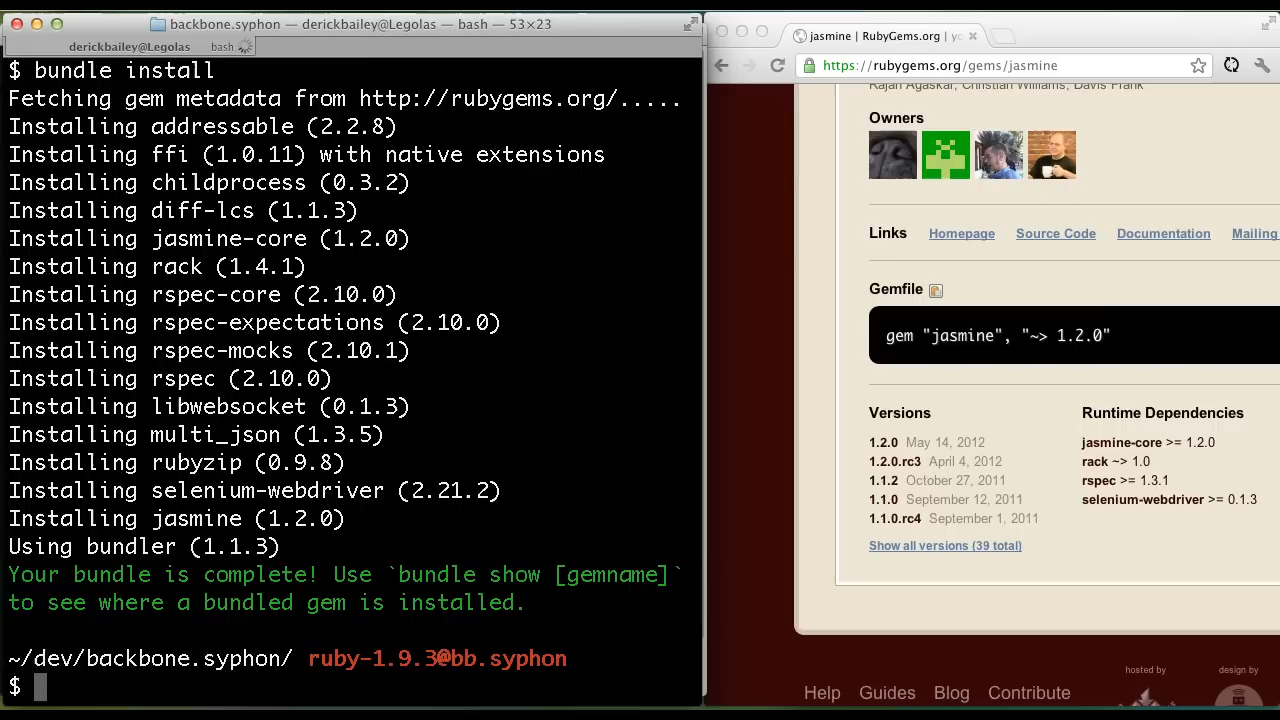 backbone.syphon — derickbailey@Legolas — bash — 53×23
derickbailey@Legolas bash
$ bundle install
Fetching gem metadata from http://rubygems.org/.....
Installing addressable (2.2.8)
Installing ffi (1.0.11) with native extensions
Installing childprocess (0.3.2)
Installing diff-lcs (1.1.3)
Installing jasmine-core (1.2.0)
Installing rack (1.4.1)
Installing rspec-core (2.10.0)
Installing rspec-expectations (2.10.0)
Installing rspec-mocks (2.10.1)
Installing rspec (2.10.0)
Installing libwebsocket (0.1.3)
Installing multi_json (1.3.5)
Installing rubyzip (0.9.8)
Installing selenium-webdriver (2.21.2)
Installing jasmine (1.2.0)
Using bundler (1.1.3)
Your bundle is complete! Use `bundle show [gemname]`
to see where a bundled gem is installed.
~/dev/backbone.syphon/ ruby-1.9.3@bb.syphon
$
jasmine | RubyGems.org | yo
https://rubygems.org/gems/jasmine
Rajan Agaskar, Christian Williams, Davis Frank
Owners
Links Homepage Source Code Documentation Mailing
Gemfile
gem "jasmine", "~> 1.2.0"
Versions
1.2.0 May 14, 2012
1.2.0.rc3 April 4, 2012
1.1.2 October 27, 2011
1.1.0 September 12, 2011
1.1.0.rc4 September 1, 2011
Show all versions (39 total)
Runtime Dependencies
jasmine-core >= 1.2.0
rack ~> 1.0
rspec >= 1.3.1
selenium-webdriver >= 0.1.3
hosted by
design by
Help Guides Blog Contribute